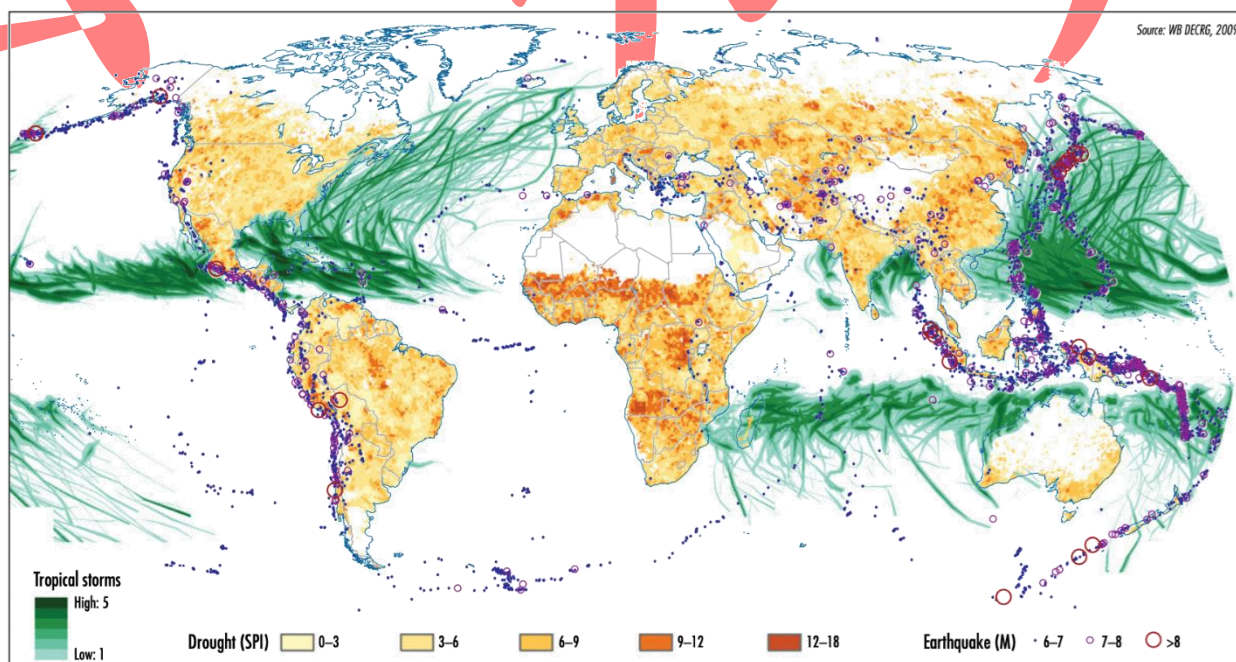 Source: WB DECRG, 2009
Tropical storms
High: 5
Low: 1
Drought (SPI) 0–3 3–6 6–9 9–12 12–18 Earthquake (M) 6–7 7–8 >8